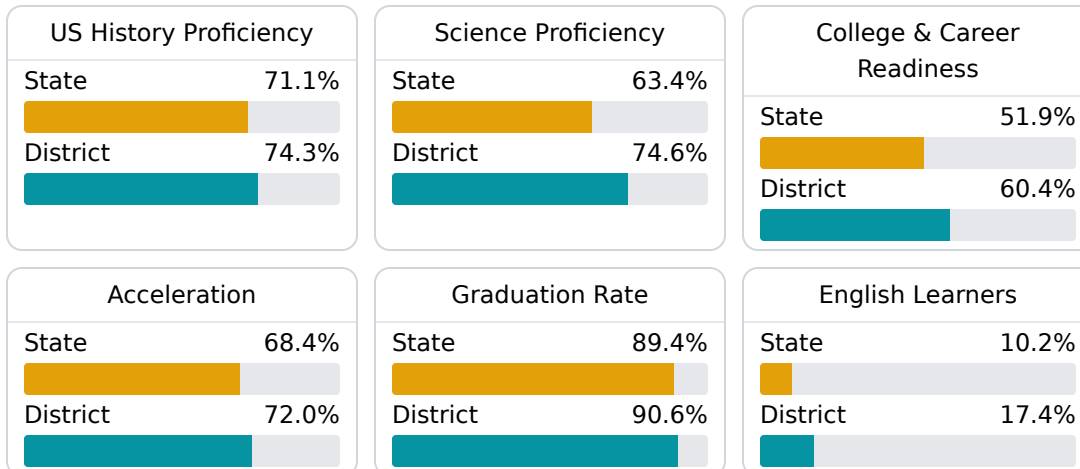 US History Proficiency
State 71.1%
District 74.3%
Science Proficiency
State 63.4%
District 74.6%
College & Career
Readiness
State 51.9%
District 60.4%
Acceleration
State 68.4%
District 72.0%
Graduation Rate
State 89.4%
District 90.6%
English Learners
State 10.2%
District 17.4%